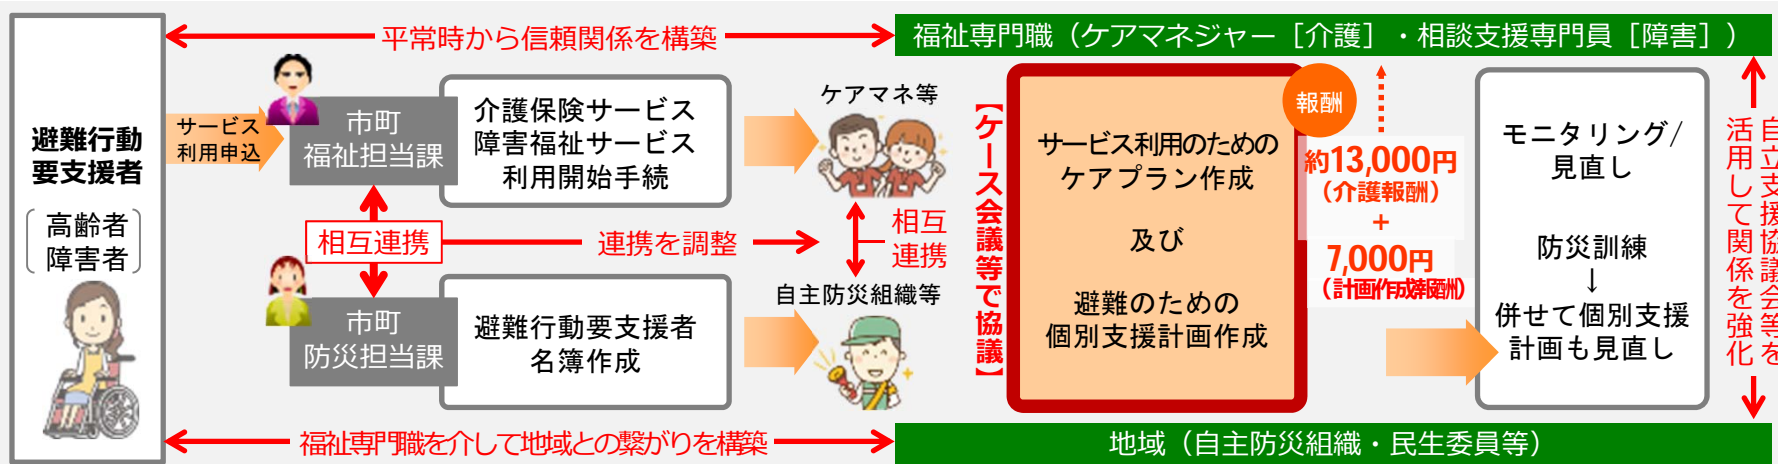 避難行動
要支援者
高齢者
障害者
平常時から信頼関係を構築
福祉専門職（ケアマネジャー［介護］・相談支援専門員［障害］）
サービス
利用申込
市町
福祉担当課
介護保険サービス
障害福祉サービス
利用開始手続
ケアマネ等
相互連携
連携を調整
相互
連携
市町
防災担当課
避難行動要支援者
名簿作成
自主防災組織等
【ケース会議等で協議】
サービス利用のための
ケアプラン作成
及び
避難のための
個別支援計画作成
報酬
約13,000円
（介護報酬）
+
7,000円
（計画作成報酬）
モニタリング/
見直し
防災訓練
↓
併せて個別支援
計画も見直し
自立支援協議会等を
活用して関係を強化
福祉専門職を介して地域との繋がりを構築
地域（自主防災組織・民生委員等）